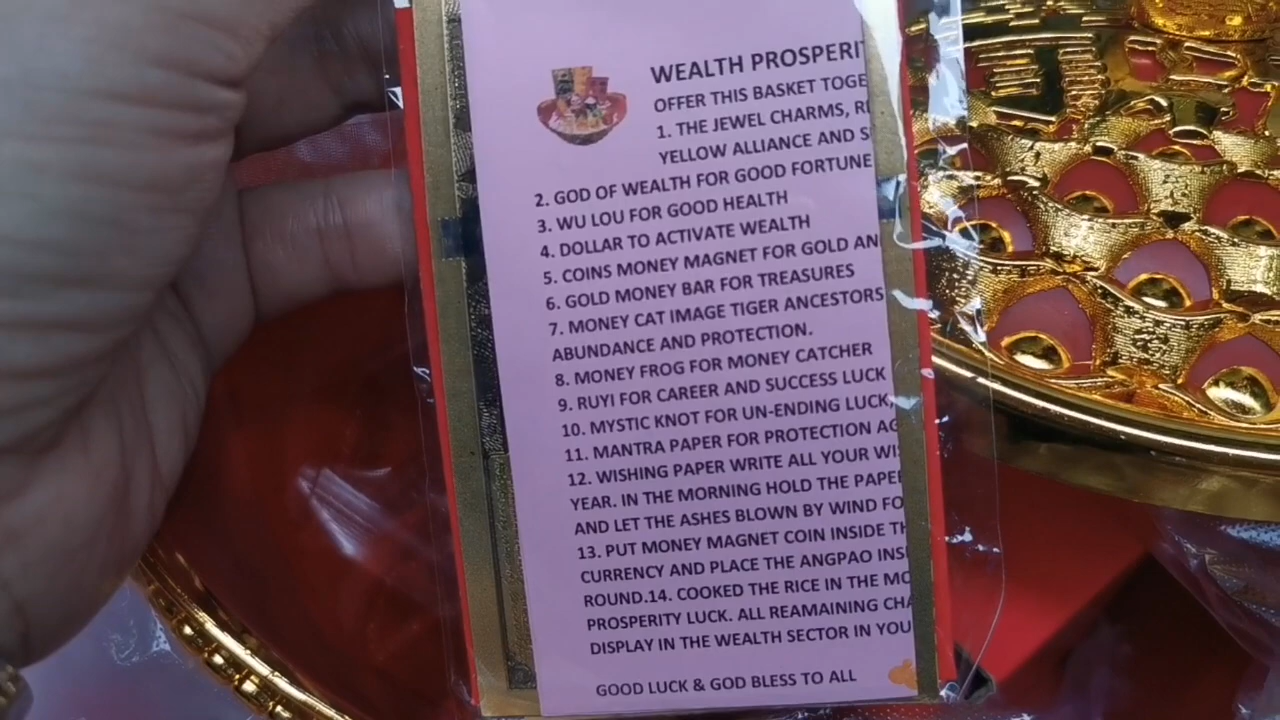 WEALTH PROSPERI
OFFER THIS BASKET TOGE
1. THE JEWEL CHARMS, RI
YELLOW ALLIANCE AND S
2. GOD OF WEALTH FOR GOOD FORTUNE
3. WU LOU FOR GOOD HEALTH
4. DOLLAR TO ACTIVATE WEALTH
5. COINS MONEY MAGNET FOR GOLD AN
6. GOLD MONEY BAR FOR TREASURES
7. MONEY CAT IMAGE TIGER ANCESTORS
ABUNDANCE AND PROTECTION.
8. MONEY FROG FOR MONEY CATCHER
9. RUYI FOR CAREER AND SUCCESS LUCK
10. MYSTIC KNOT FOR UN-ENDING LUCK,
11. MANTRA PAPER FOR PROTECTION AG
12. WISHING PAPER WRITE ALL YOUR WI
YEAR. IN THE MORNING HOLD THE PAPE
AND LET THE ASHES BLOWN BY WIND FO
13. PUT MONEY MAGNET COIN INSIDE TH
CURRENCY AND PLACE THE ANGPAO INS
ROUND.14. COOKED THE RICE IN THE MO
PROSPERITY LUCK. ALL REAMAINING CHA
DISPLAY IN THE WEALTH SECTOR IN YOU
GOOD LUCK & GOD BLESS TO ALL